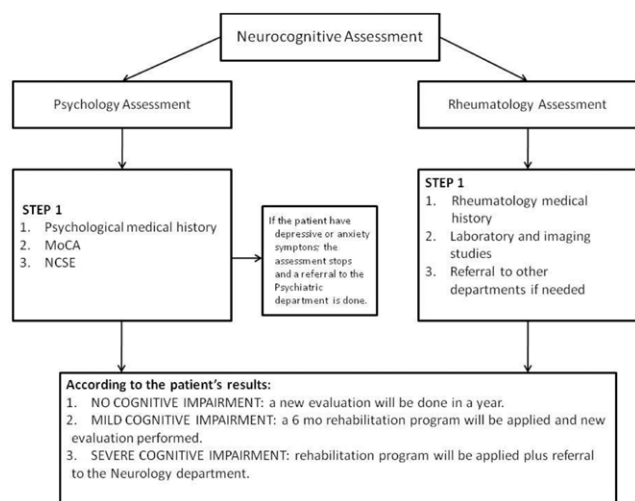 Neurocognitive Assessment
Psychology Assessment
Rheumatology Assessment
STEP 1
1. Psychological medical history
2. MoCA
3. NCSE
If the patient have
depressive or anxiety
symptons: the
assessment stops
and a referral to the
Psychiatric
department is done.
STEP 1
1. Rheumatology medical
history
2. Laboratory and imaging
studies
3. Referral to other
departments if needed
According to the patient's results:
1. NO COGNITIVE IMPAIRMENT: a new evaluation will be done in a year.
2. MILD COGNITIVE IMPAIRMENT: a 6 mo rehabilitation program will be applied and new
evaluation performed.
3. SEVERE COGNITIVE IMPAIRMENT: rehabilitation program will be applied plus referral
to the Neurology department.